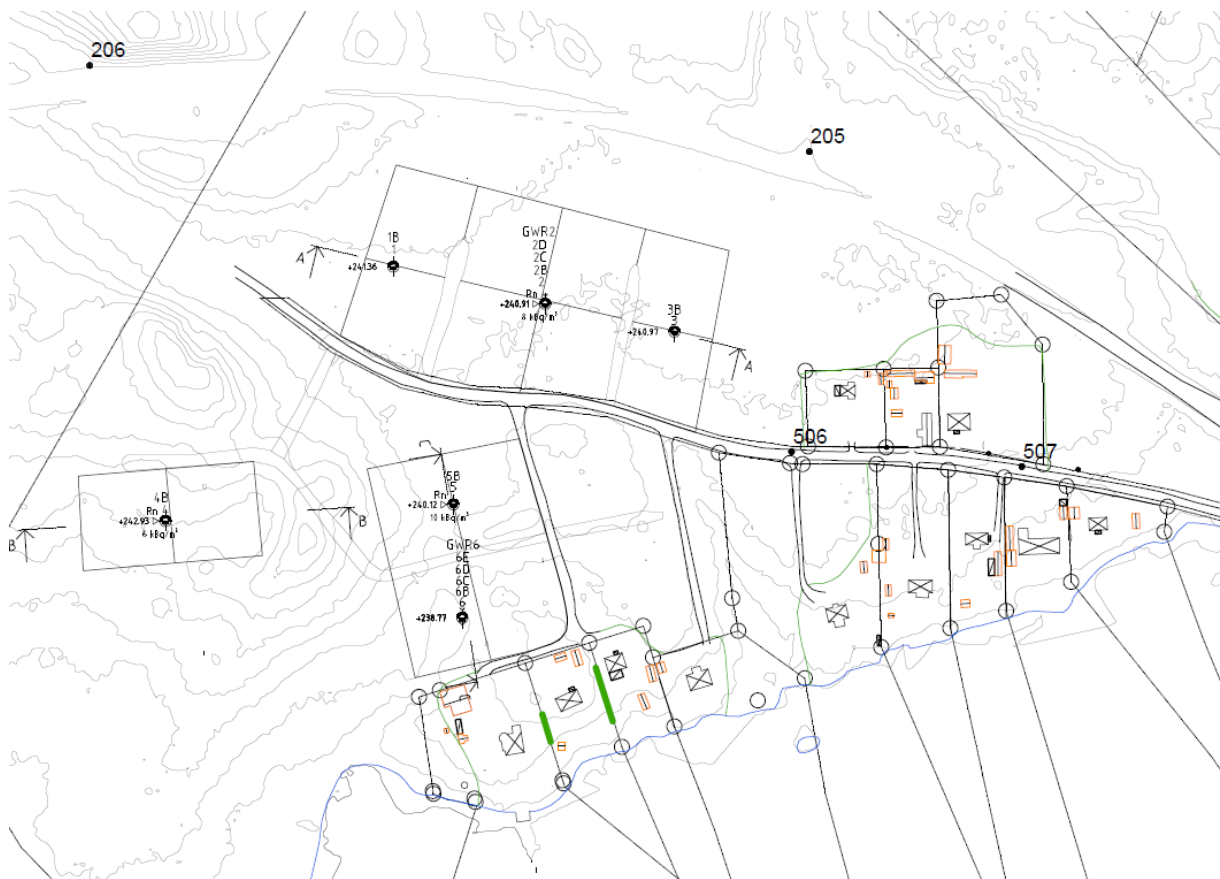 206
205
1B
1
+241.36
A
GWR2
2D
2C
2B
2
Rn
+240.91
8 kBq/m³
3B
3
+240.97
A
506
507
5B
5
Rn
+240.12
10 kBq/m³
4B
4
Rn
+242.93
6 kBq/m³
B
B
GWR6
6E
6D
6C
6B
6
+238.77